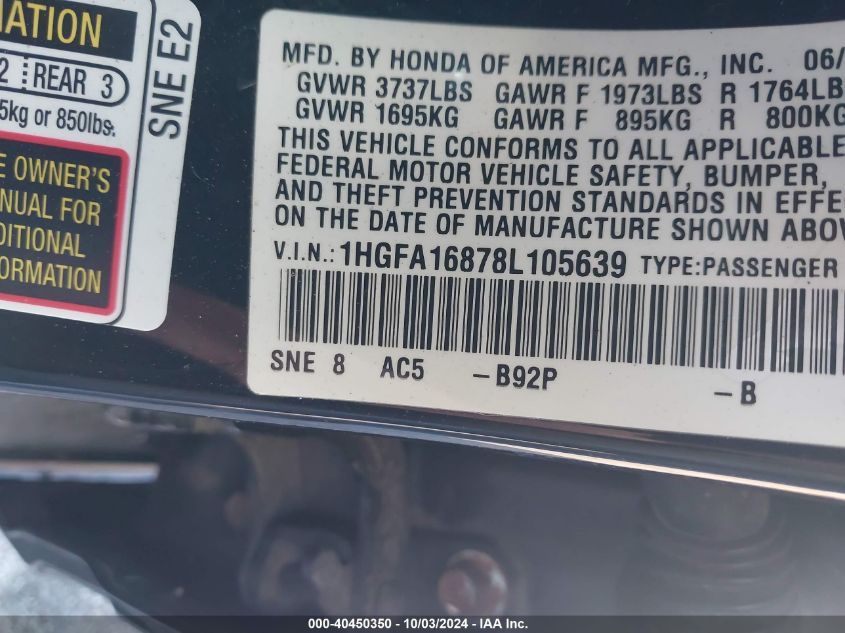 MATION
2 REAR 3
5kg or 850lbs.
SNE E2
E OWNER'S
NUAL FOR
DITIONAL
FORMATION
MFD. BY HONDA OF AMERICA MFG., INC. 06/
GVWR 3737LBS GAWR F 1973LBS R 1764LB
GVWR 1695KG GAWR F 895KG R 800KG
THIS VEHICLE CONFORMS TO ALL APPLICABLE
FEDERAL MOTOR VEHICLE SAFETY, BUMPER,
AND THEFT PREVENTION STANDARDS IN EFFE
ON THE DATE OF MANUFACTURE SHOWN ABOV
V.I.N.: 1HGFA16878L105639 TYPE:PASSENGER
SNE 8 AC5 -B92P -B
000-40450350 - 10/03/2024 - IAA Inc.